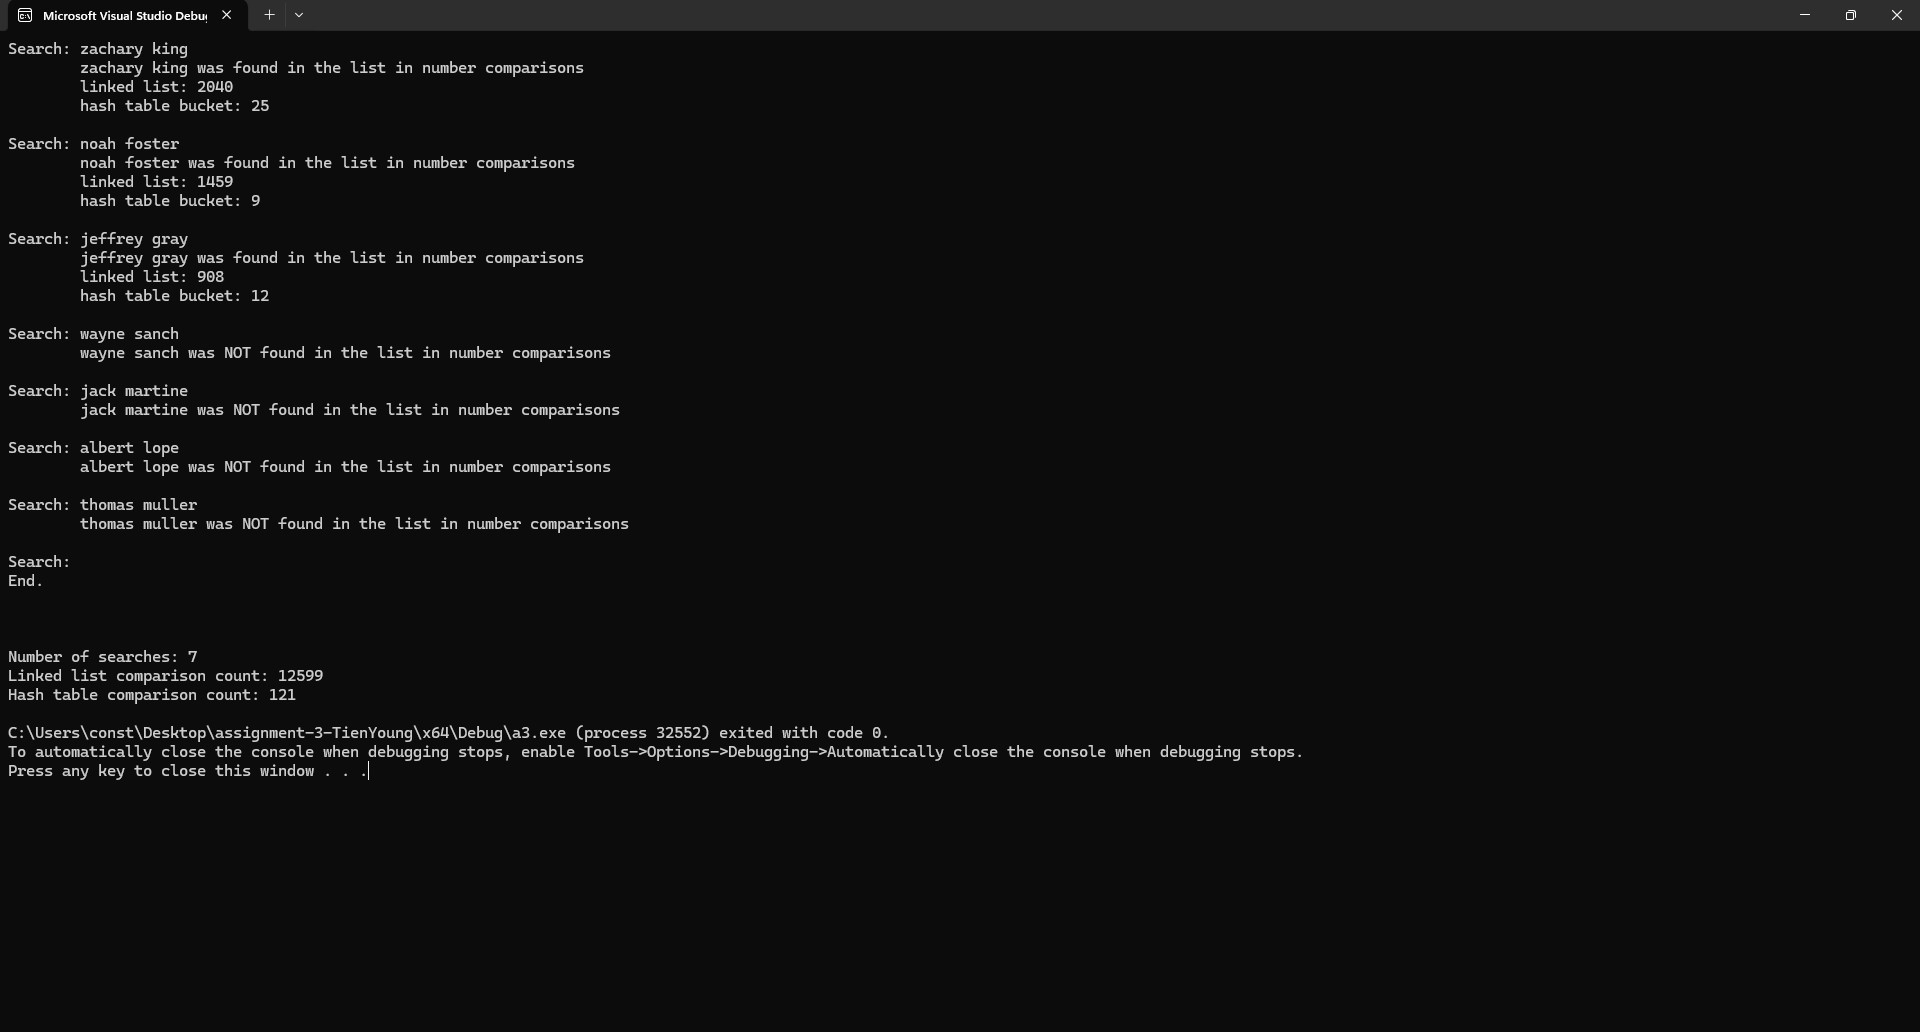 Microsoft Visual Studio Debu
Search: zachary king
zachary king was found in the list in number comparisons
linked list: 2040
hash table bucket: 25
Search: noah foster
noah foster was found in the list in number comparisons
linked list: 1459
hash table bucket: 9
Search: jeffrey gray
jeffrey gray was found in the list in number comparisons
linked list: 908
hash table bucket: 12
Search: wayne sanch
wayne sanch was NOT found in the list in number comparisons
Search: jack martine
jack martine was NOT found in the list in number comparisons
Search: albert lope
albert lope was NOT found in the list in number comparisons
Search: thomas muller
thomas muller was NOT found in the list in number comparisons
Search:
End.
Number of searches: 7
Linked list comparison count: 12599
Hash table comparison count: 121
C:\Users\const\Desktop\assignment-3-TienYoung\x64\Debug\a3.exe (process 32552) exited with code 0.
To automatically close the console when debugging stops, enable Tools->Options->Debugging->Automatically close the console when debugging stops.
Press any key to close this window . . .